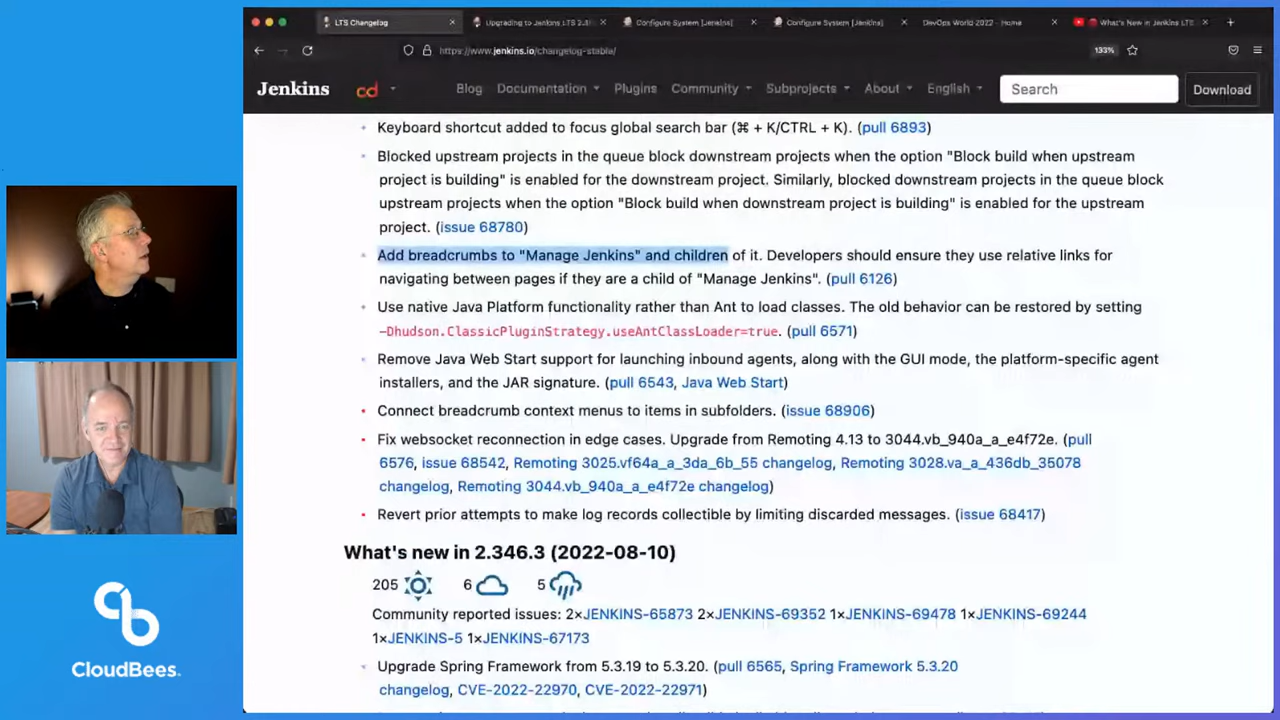 LTS Changelog
Upgrading to Jenkins LTS 2.3
Configure System [Jenkins]
Configure System [Jenkins]
DevOps World 2022 - Home
What's New in Jenkins LTS
https://www.jenkins.io/changelog-stable/
133%
Jenkins
cd
Blog
Documentation
Plugins
Community
Subprojects
About
English
Search
Download
Keyboard shortcut added to focus global search bar (⌘ + K/CTRL + K). (pull 6893)
Blocked upstream projects in the queue block downstream projects when the option "Block build when upstream
project is building" is enabled for the downstream project. Similarly, blocked downstream projects in the queue block
upstream projects when the option "Block build when downstream project is building" is enabled for the upstream
project. (issue 68780)
Add breadcrumbs to "Manage Jenkins" and children of it. Developers should ensure they use relative links for
navigating between pages if they are a child of "Manage Jenkins". (pull 6126)
Use native Java Platform functionality rather than Ant to load classes. The old behavior can be restored by setting
-Dhudson.ClassicPluginStrategy.useAntClassLoader=true. (pull 6571)
Remove Java Web Start support for launching inbound agents, along with the GUI mode, the platform-specific agent
installers, and the JAR signature. (pull 6543, Java Web Start)
Connect breadcrumb context menus to items in subfolders. (issue 68906)
Fix websocket reconnection in edge cases. Upgrade from Remoting 4.13 to 3044.vb_940a_a_e4f72e. (pull
6576, issue 68542, Remoting 3025.vf64a_a_3da_6b_55 changelog, Remoting 3028.va_a_436db_35078
changelog, Remoting 3044.vb_940a_a_e4f72e changelog)
Revert prior attempts to make log records collectible by limiting discarded messages. (issue 68417)
What's new in 2.346.3 (2022-08-10)
205 6 5
Community reported issues: 2×JENKINS-65873 2×JENKINS-69352 1×JENKINS-69478 1×JENKINS-69244
1×JENKINS-5 1×JENKINS-67173
Upgrade Spring Framework from 5.3.19 to 5.3.20. (pull 6565, Spring Framework 5.3.20
changelog, CVE-2022-22970, CVE-2022-22971)
CloudBees.